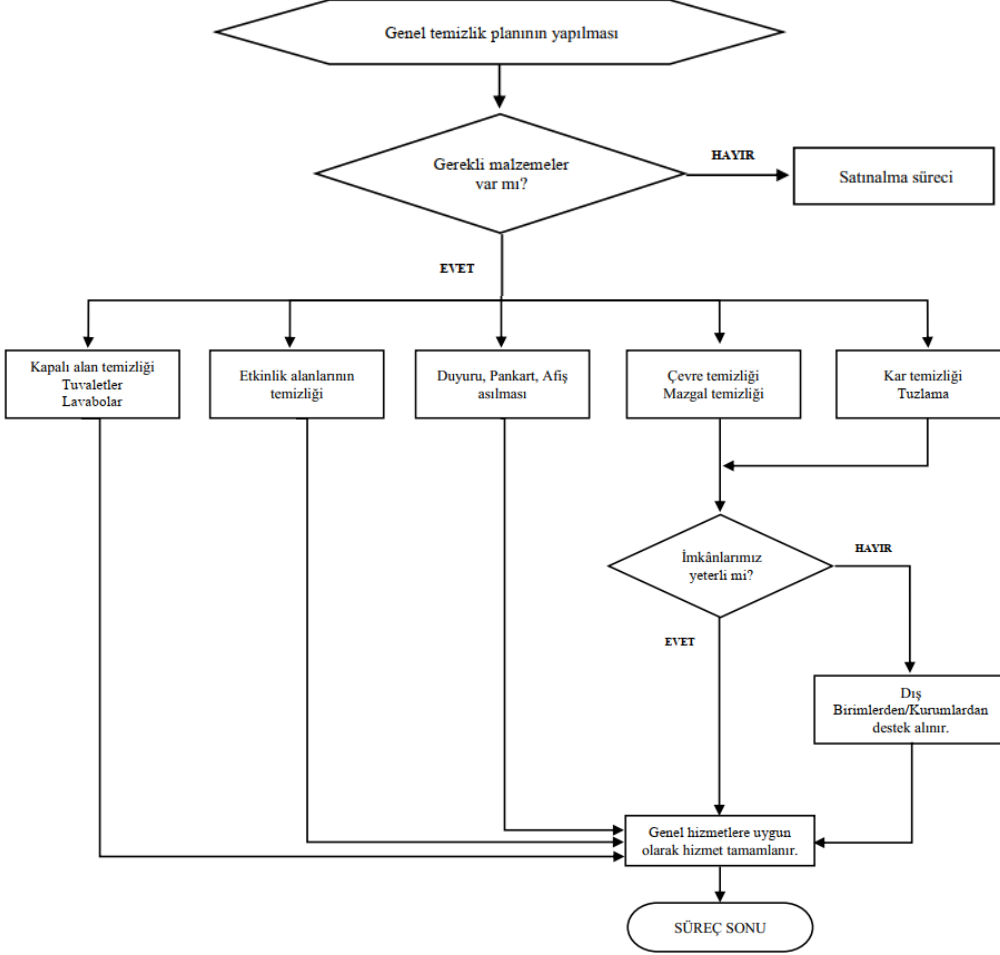 Genel temizlik planının yapılması
Gerekli malzemeler
var mı?
HAYIR
Satınalma süreci
EVET
Kapalı alan temizliği
Tuvaletler
Lavabolar
Etkinlik alanlarının
temizliği
Duyuru, Pankart, Afiş
asılması
Çevre temizliği
Mazgal temizliği
Kar temizliği
Tuzlama
İmkânlarımız
yeterli mi?
HAYIR
EVET
Dış
Birimlerden/Kurumlardan
destek alınır.
Genel hizmetlere uygun
olarak hizmet tamamlanır.
SÜREÇ SONU